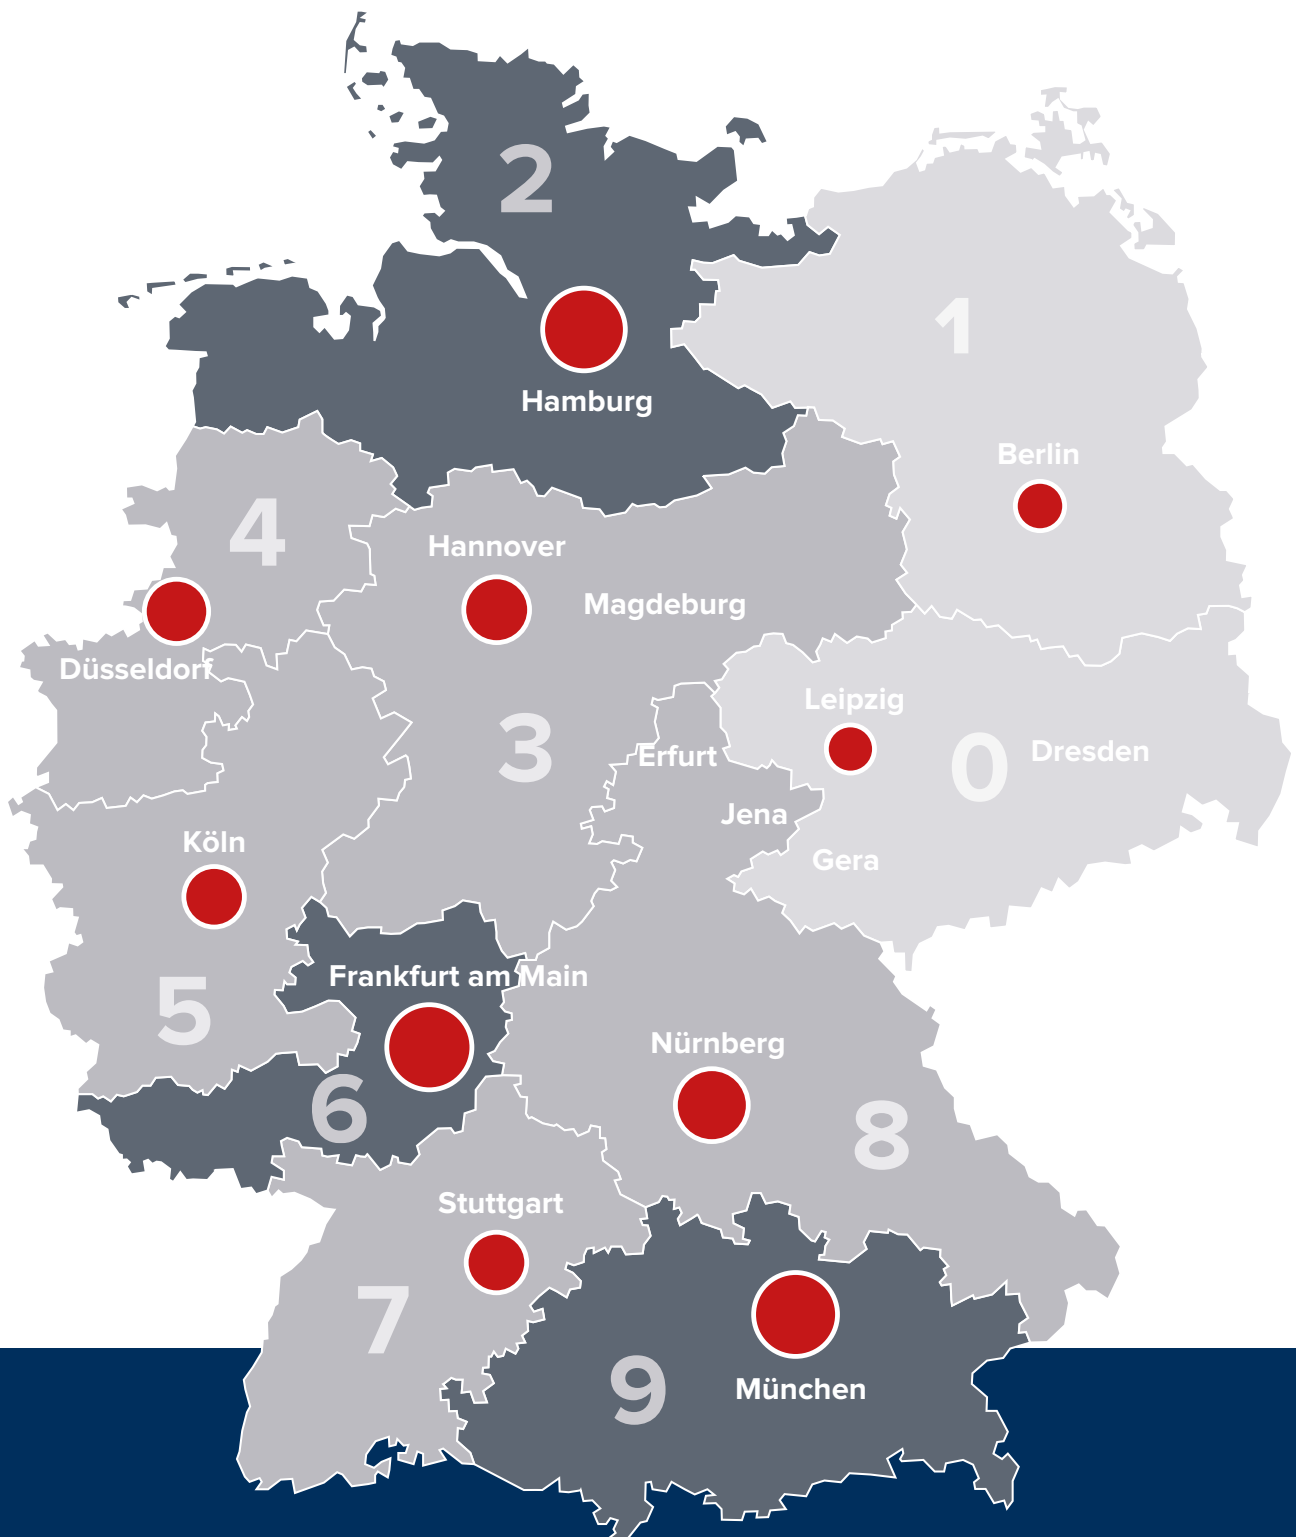 2
1
Hamburg
Berlin
4
Hannover
Magdeburg
Düsseldorf
Leipzig
3
Erfurt
0
Dresden
Jena
Köln
Gera
Frankfurt am Main
5
Nürnberg
6
8
Stuttgart
7
9
München